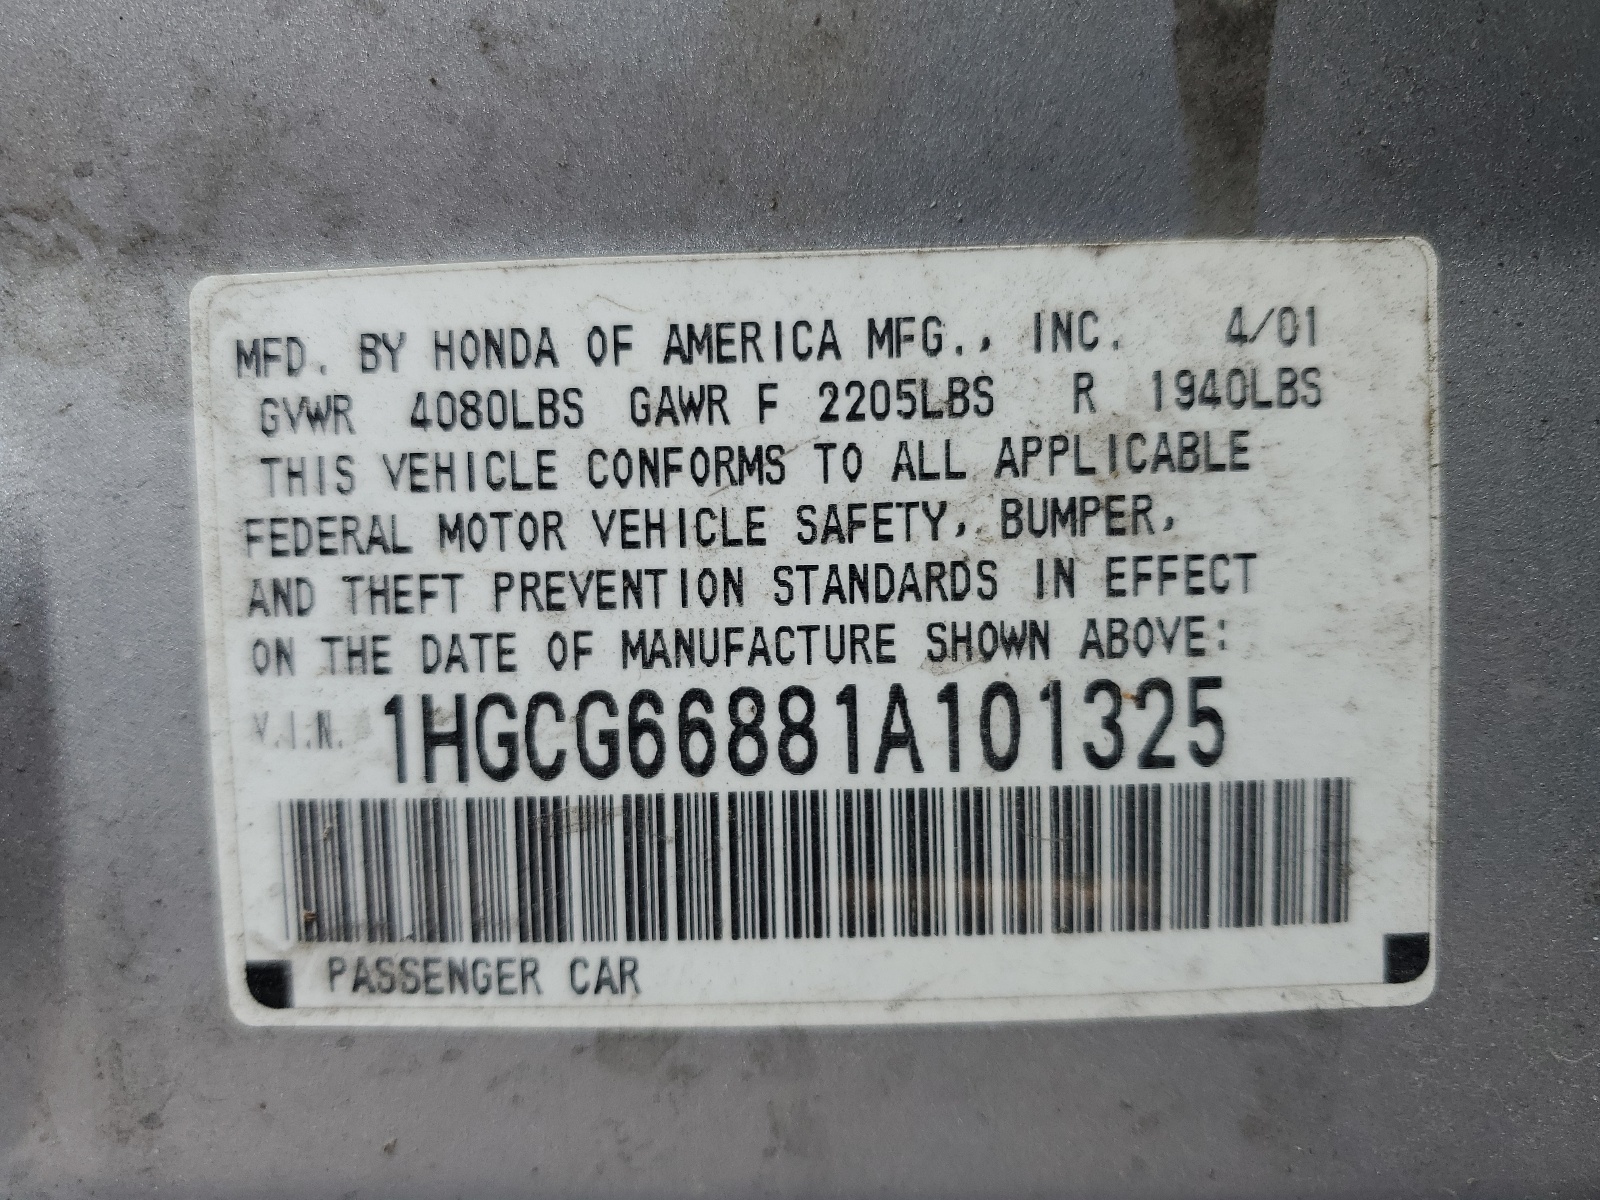 MFD. BY HONDA OF AMERICA MFG., INC. 4/01
GVWR 4080LBS GAWR F 2205LBS R 1940LBS
THIS VEHICLE CONFORMS TO ALL APPLICABLE
FEDERAL MOTOR VEHICLE SAFETY, BUMPER,
AND THEFT PREVENTION STANDARDS IN EFFECT
ON THE DATE OF MANUFACTURE SHOWN ABOVE:
V.I.N. 1HGCG66881A101325
PASSENGER CAR